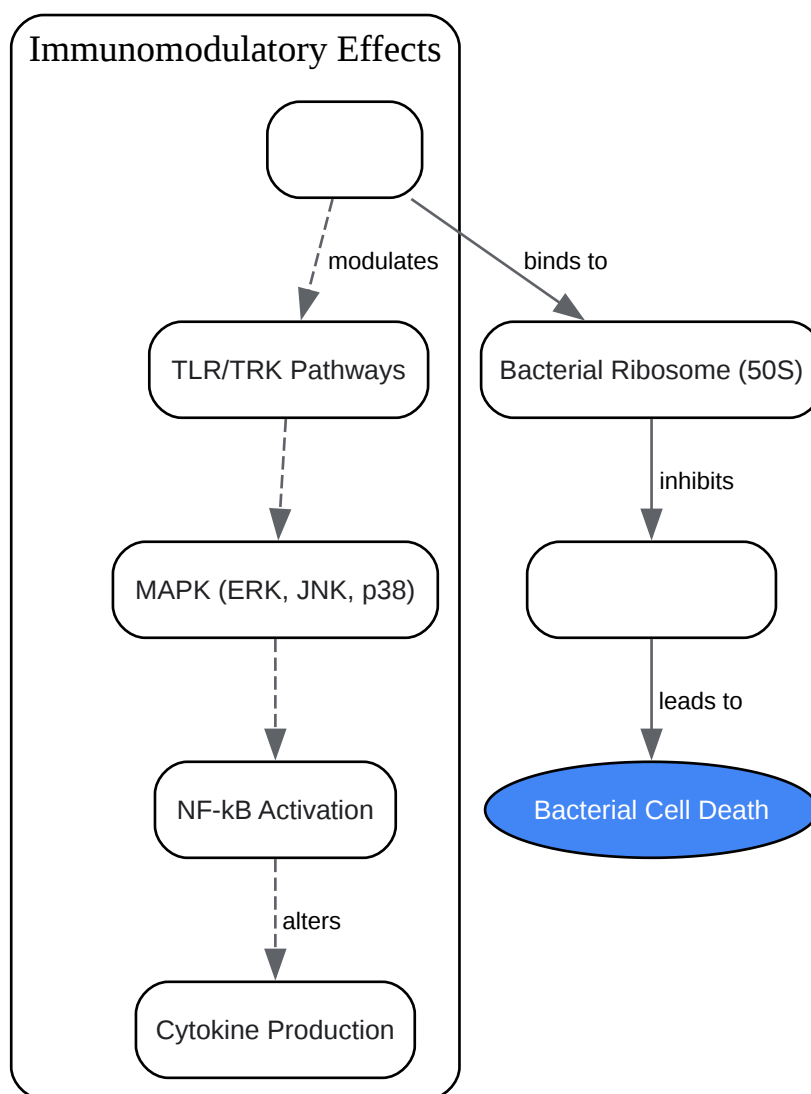 Immunomodulatory Effects
modulates
binds to
TLR/TRK Pathways
Bacterial Ribosome (50S)
inhibits
MAPK (ERK, JNK, p38)
leads to
NF-kB Activation
Bacterial Cell Death
alters
Cytokine Production